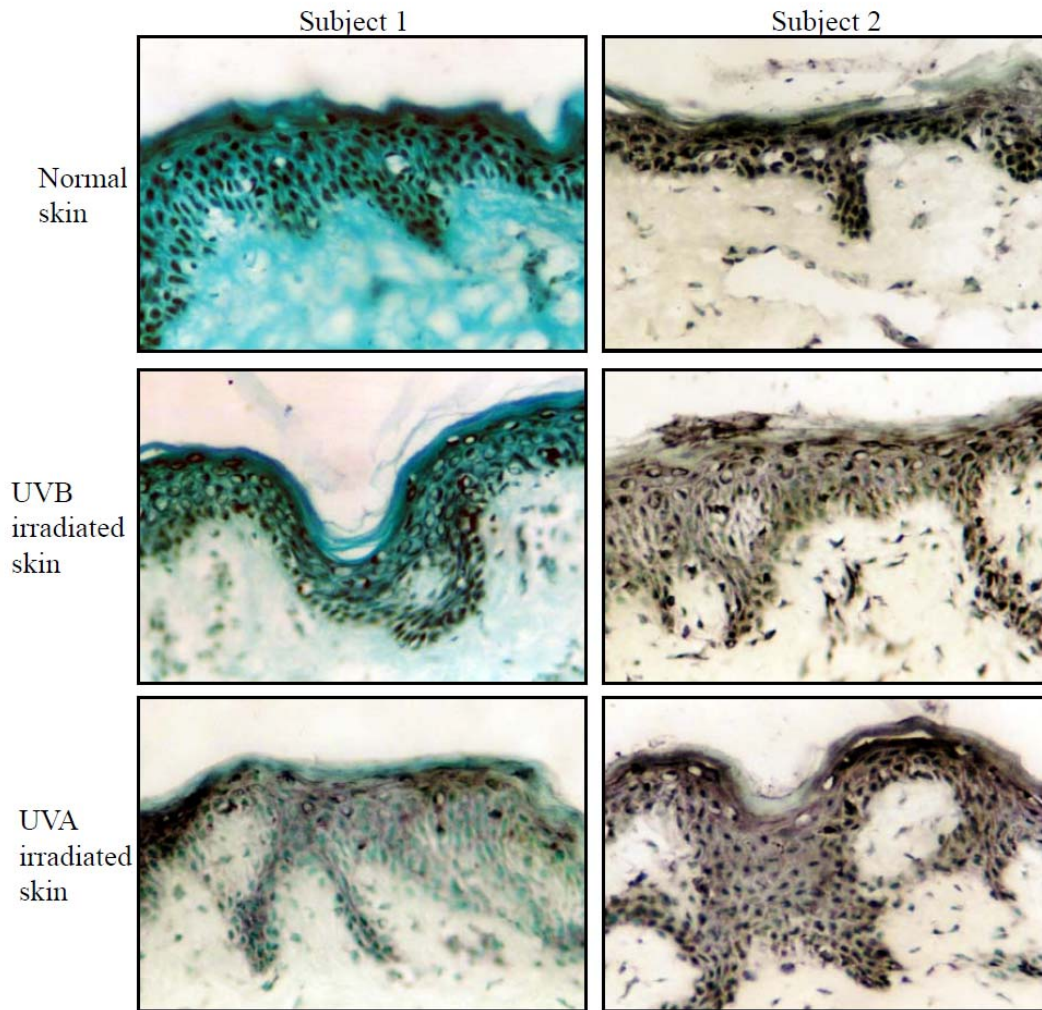 Subject 1
Subject 2
Normal
skin
UVB
irradiated
skin
UVA
irradiated
skin